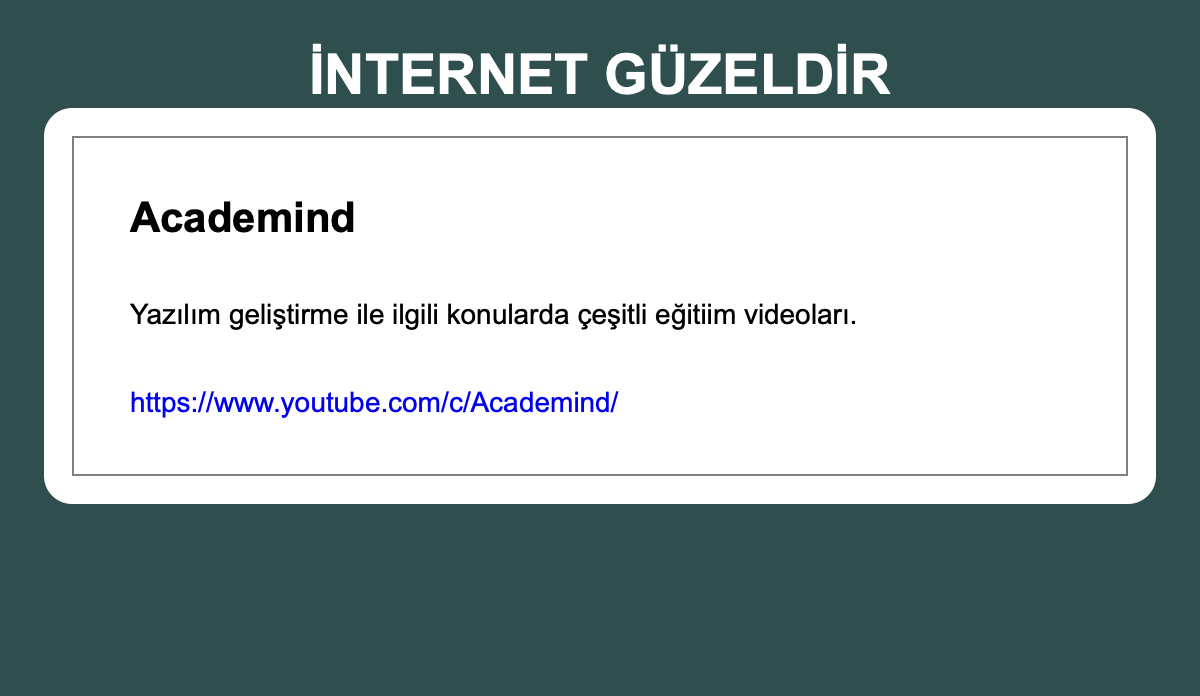 İNTERNET GÜZELDİR
Academind
Yazılım geliştirme ile ilgili konularda çeşitli eğitiim videoları.
https://www.youtube.com/c/Academind/